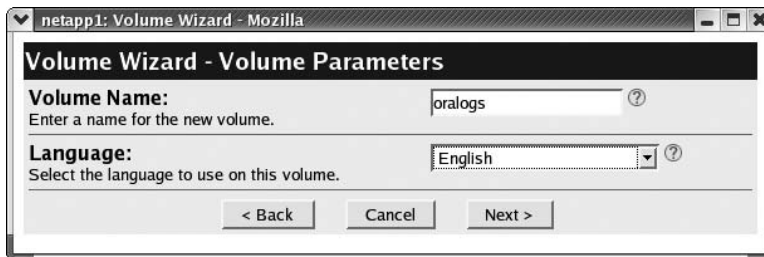 netapp1: Volume Wizard - Mozilla
Volume Wizard - Volume Parameters
Volume Name:
oralogs
?
Enter a name for the new volume.
Language:
English
?
Select the language to use on this volume.
< Back
Cancel
Next >